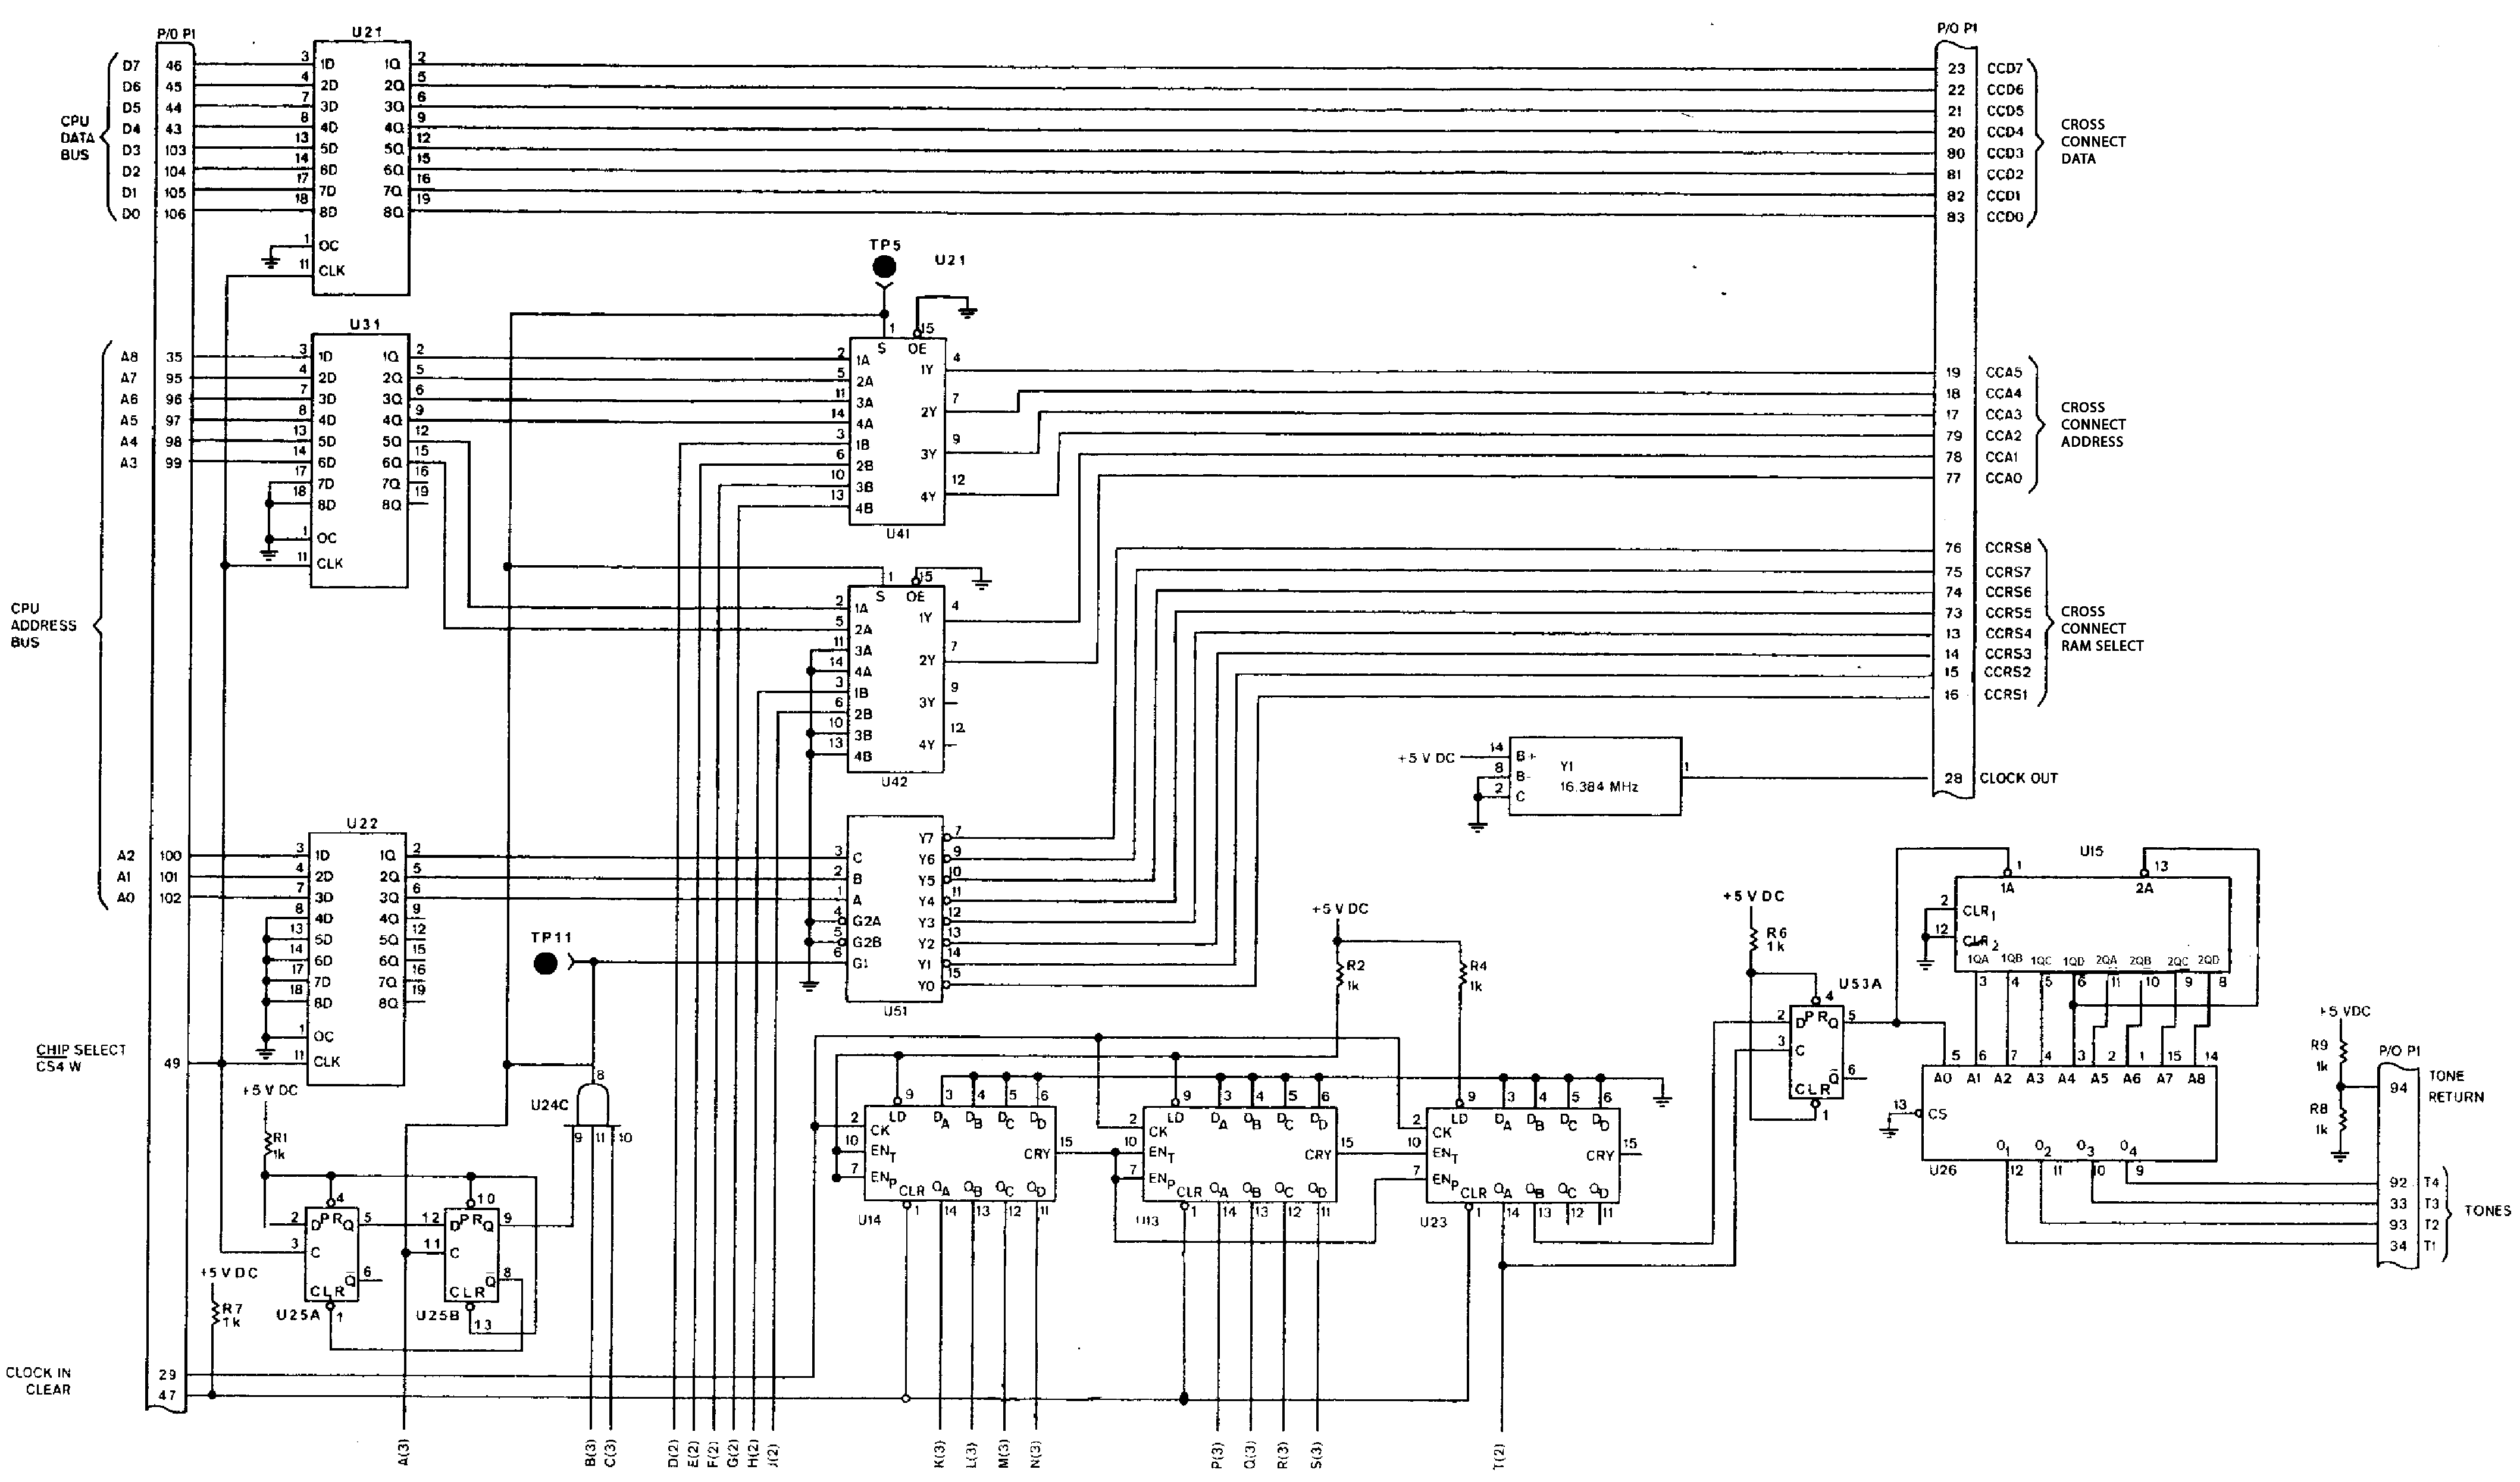 P/O P1
U21
P/O P1
CPU DATA BUS
D7 46 3 1D 1Q 2 23 CCD7
D6 45 4 2D 2Q 5 22 CCD6
D5 44 7 3D 3Q 6 21 CCD5
D4 43 8 4D 4Q 9 20 CCD4
D3 103 13 5D 5Q 12 80 CCD3
D2 104 14 6D 6Q 15 81 CCD2
D1 105 17 7D 7Q 16 82 CCD1
D0 106 18 8D 8Q 19 83 CCD0
1 OC
11 CLK
CROSS
CONNECT
DATA
TP5
U21
U31
A8 35 3 1D 1Q 2
A7 95 4 2D 2Q 5
A6 96 7 3D 3Q 6
A5 97 8 4D 4Q 9
A4 98 13 5D 5Q 12
A3 99 14 6D 6Q 15
17 7D 7Q 16
18 8D 8Q 19
1 OC
11 CLK
CPU
ADDRESS
BUS
1 15
S OE
2 1A 1Y 4
5 2A
11 3A 2Y 7
14 4A
3 1B 3Y 9
6 2B
10 3B 4Y 12
13 4B
U41
19 CCA5
18 CCA4
17 CCA3
79 CCA2
78 CCA1
77 CCA0
CROSS
CONNECT
ADDRESS
1 15
S OE
2 1A 1Y 4
5 2A
11 3A 2Y 7
14 4A
3 1B 3Y 9
6 2B
10 3B 4Y 12
13 4B
U42
76 CCRS8
75 CCRS7
74 CCRS6
73 CCRS5
13 CCRS4
14 CCRS3
15 CCRS2
16 CCRS1
CROSS
CONNECT
RAM SELECT
+5 V DC 14 B+
8 B-
2 C
Y1
16.384 MHz
1
28 CLOCK OUT
U22
A2 100 3 1D 1Q 2
A1 101 4 2D 2Q 5
A0 102 7 3D 3Q 6
8 4D 4Q 9
13 5D 5Q 12
14 6D 6Q 15
17 7D 7Q 16
18 8D 8Q 19
1 OC
11 CLK
CHIP SELECT
CS4 W
49
TP11
3 C
2 B
1 A
4 G2A
5 G2B
6 G1
Y7 7
Y6 9
Y5 10
Y4 11
Y3 12
Y2 13
Y1 14
Y0 15
U51
+5 V DC
R1
1k
U24C
8
9 11 10
4
2 D PR Q 5
3 C
CLR Q 6
1
U25A
10
12 D PR Q 9
11 C
CLR Q 8
13
U25B
+5 V DC
R7
1k
CLOCK IN 29
CLEAR 47
+5 V DC
R2
1k
R4
1k
9 3 4 5 6
LD DA DB DC DD
2 CK
10 ENT
7 ENP
CRY 15
CLR QA QB QC QD
1 14 13 12 11
U14
9 3 4 5 6
LD DA DB DC DD
2 CK
10 ENT
7 ENP
CRY 15
CLR QA QB QC QD
1 14 13 12 11
U13
9 3 4 5 6
LD DA DB DC DD
2 CK
10 ENT
7 ENP
CRY 15
CLR QA QB QC QD
1 14 13 12 11
U23
+5 V DC
R6
1k
U53A
4
2 D PR Q 5
3 C
CLR Q 6
1
U15
1 13
1A 2A
2 CLR1
12 CLR2
1QA 1QB 1QC 1QD 2QA 2QB 2QC 2QD
3 4 5 6 11 10 9 8
5 6 7 4 3 2 1 15 14
A0 A1 A2 A3 A4 A5 A6 A7 A8
13 CS
O1 O2 O3 O4
12 11 10 9
U26
+5 VDC
R9
1k
R8
1k
P/O P1
94 TONE
RETURN
92 T4
33 T3
93 T2
34 T1
TONES
A(3) B(3) C(3) D(2) E(2) F(2) G(2) H(2) J(2) K(3) L(3) M(3) N(3) P(3) Q(3) R(3) S(3) T(2)